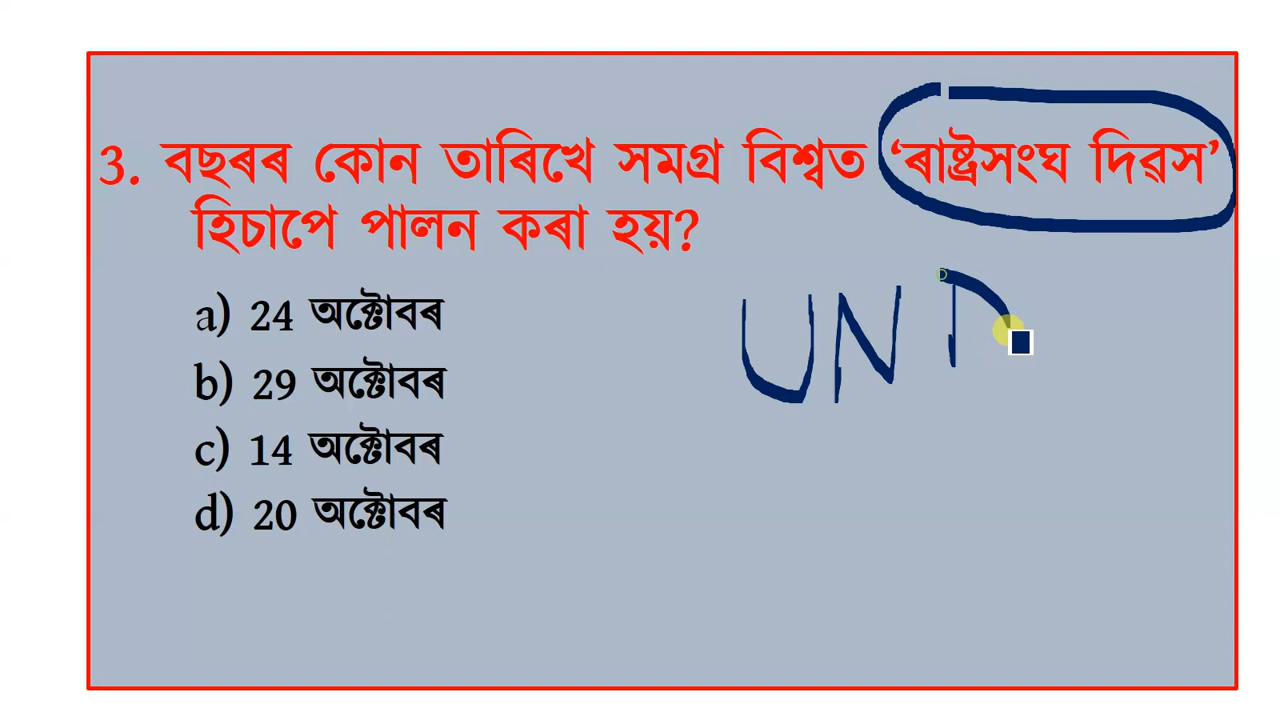 3. বছৰৰ কোন তাৰিখে সমগ্ৰ বিশ্বত ‘ৰাষ্ট্ৰসংঘ দিৱস’
হিচাপে পালন কৰা হয়?
a) 24 অক্টোবৰ
b) 29 অক্টোবৰ
c) 14 অক্টোবৰ
d) 20 অক্টোবৰ
UN